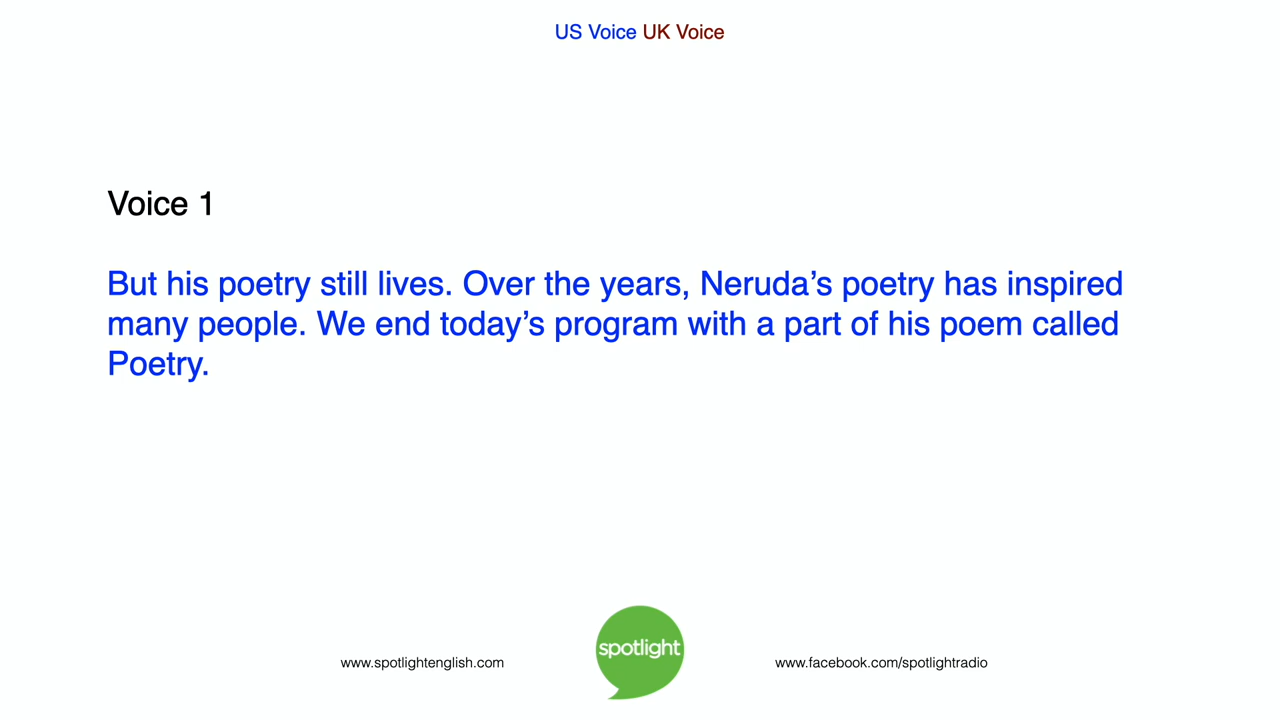 US Voice UK Voice
Voice 1
But his poetry still lives. Over the years, Neruda’s poetry has inspired
many people. We end today’s program with a part of his poem called
Poetry.
spotlight
www.spotlightenglish.com
www.facebook.com/spotlightradio